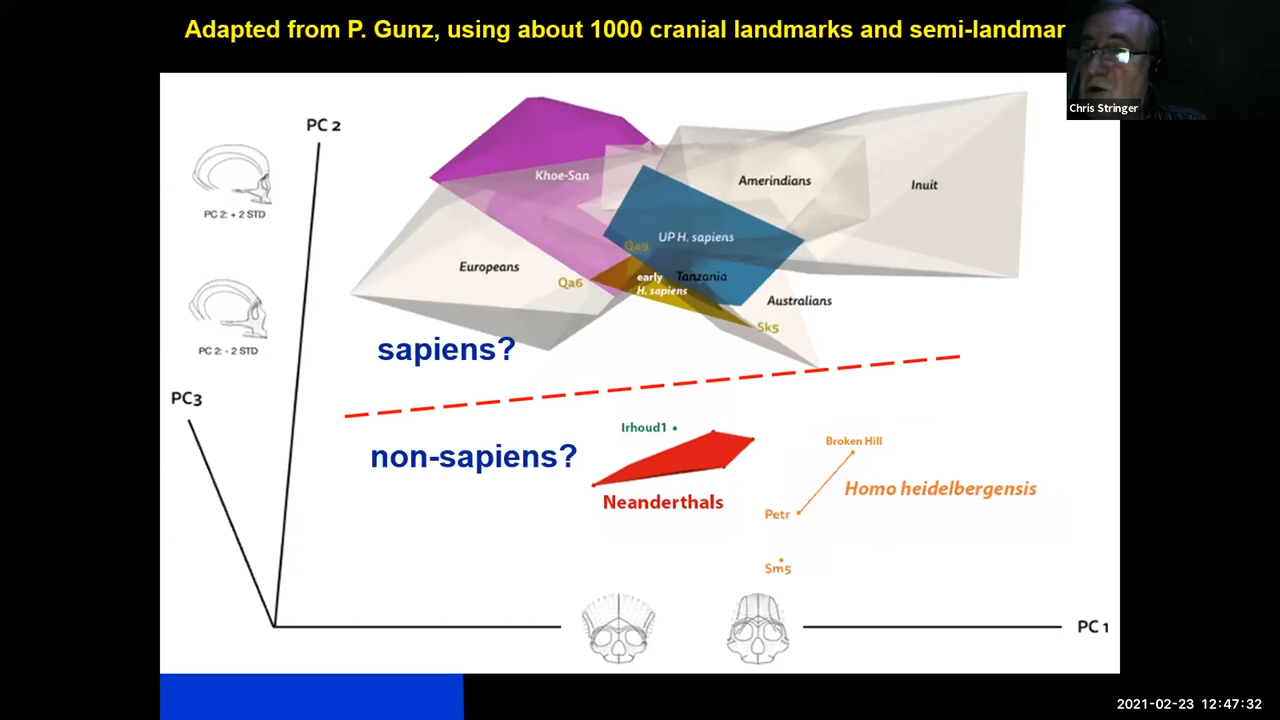 Adapted from P. Gunz, using about 1000 cranial landmarks and semi-landmar
Chris Stringer
PC 2
PC 2: + 2 STD
Khoe-San
Amerindians
Inuit
UP H. sapiens
Qa9
Europeans
Qa6
early
H. sapiens
Tanzania
Australians
Sk5
PC 2: - 2 STD
sapiens?
PC3
Irhoud1
non-sapiens?
Neanderthals
Broken Hill
Homo heidelbergensis
Petr
Sm5
PC 1
2021-02-23 12:47:32